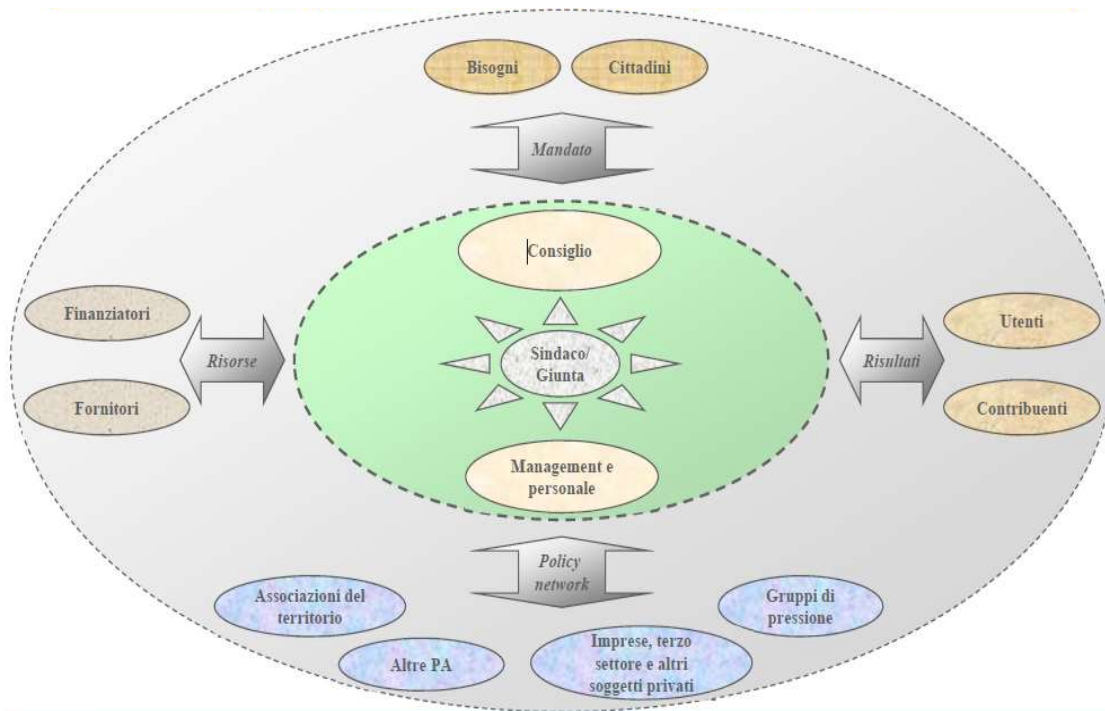 Bisogni
Cittadini
Mandato
Consiglio
Finanziatori
Risorse
Fornitori
Sindaco/
Giunta
Utenti
Risultati
Contribuenti
Management e
personale
Policy
network
Associazioni del
territorio
Altre PA
Imprese, terzo
settore e altri
soggetti privati
Gruppi di
pressione